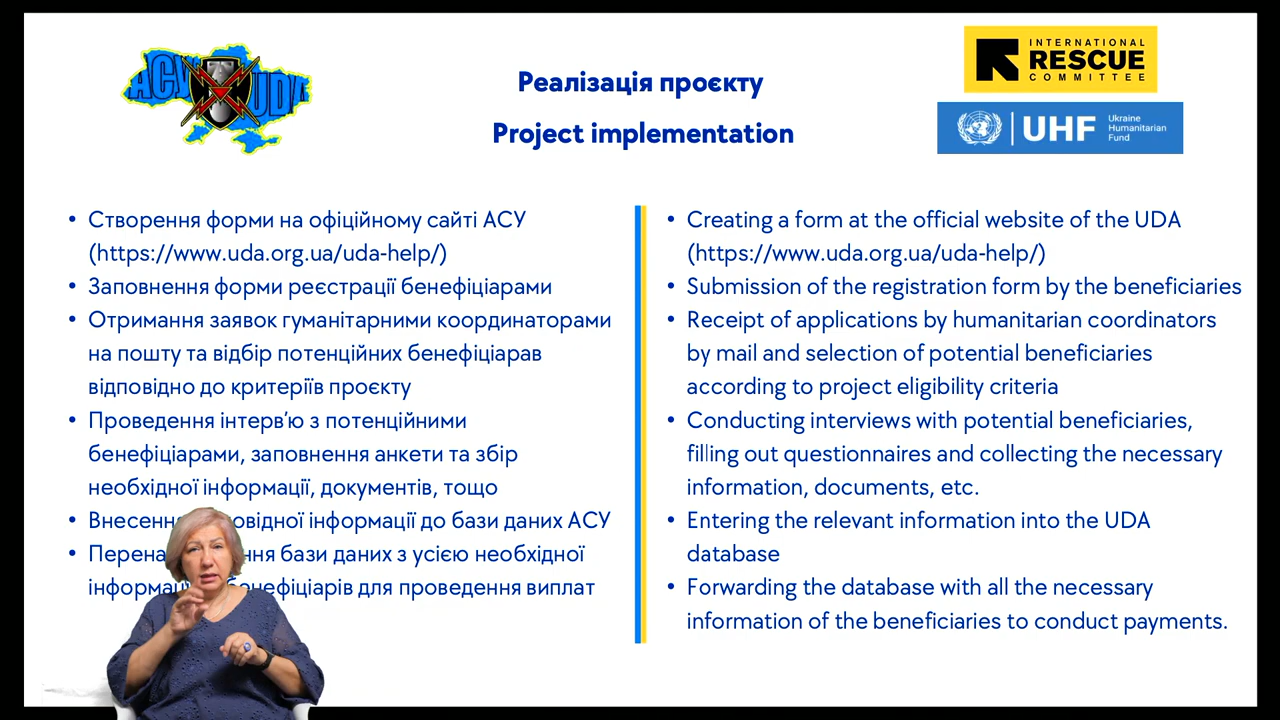 АСУ UDA
Реалізація проєкту
Project implementation
INTERNATIONAL
RESCUE
COMMITTEE
UHF
Ukraine
Humanitarian
Fund
• Створення форми на офіційному сайті АСУ
(https://www.uda.org.ua/uda-help/)
• Заповнення форми реєстрації бенефіціарами
• Отримання заявок гуманітарними координаторами
на пошту та відбір потенційних бенефіціарав
відповідно до критеріїв проєкту
• Проведення інтерв’ю з потенційними
бенефіціарами, заповнення анкети та збір
необхідної інформації, документів, тощо
• інформації до бази даних АСУ
• бази даних з усією необхідної
для проведення виплат
• Creating a form at the official website of the UDA
(https://www.uda.org.ua/uda-help/)
• Submission of the registration form by the beneficiaries
• Receipt of applications by humanitarian coordinators
by mail and selection of potential beneficiaries
according to project eligibility criteria
• Conducting interviews with potential beneficiaries,
filling out questionnaires and collecting the necessary
information, documents, etc.
• Entering the relevant information into the UDA
database
• Forwarding the database with all the necessary
information of the beneficiaries to conduct payments.